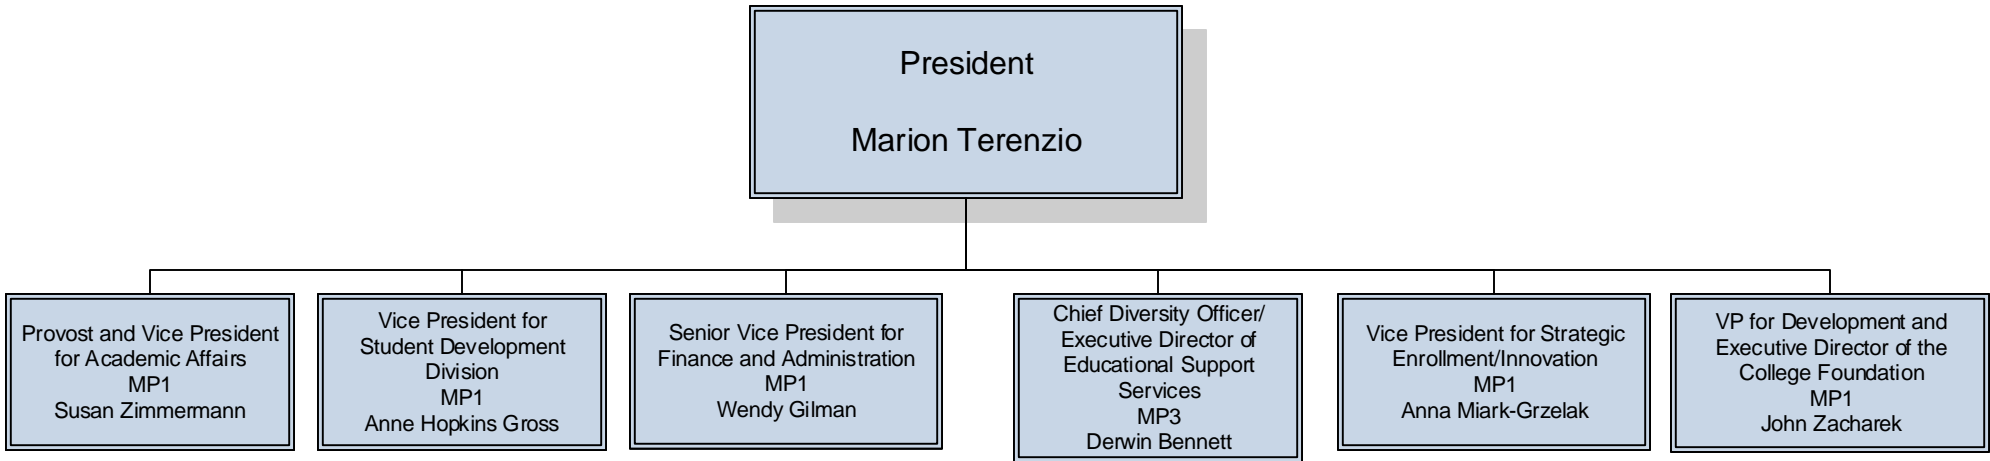 President
Marion Terenzio
Provost and Vice President
for Academic Affairs
MP1
Susan Zimmermann
Vice President for
Student Development
Division
MP1
Anne Hopkins Gross
Senior Vice President for
Finance and Administration
MP1
Wendy Gilman
Chief Diversity Officer/
Executive Director of
Educational Support
Services
MP3
Derwin Bennett
Vice President for Strategic
Enrollment/Innovation
MP1
Anna Miark-Grzelak
VP for Development and
Executive Director of the
College Foundation
MP1
John Zacharek